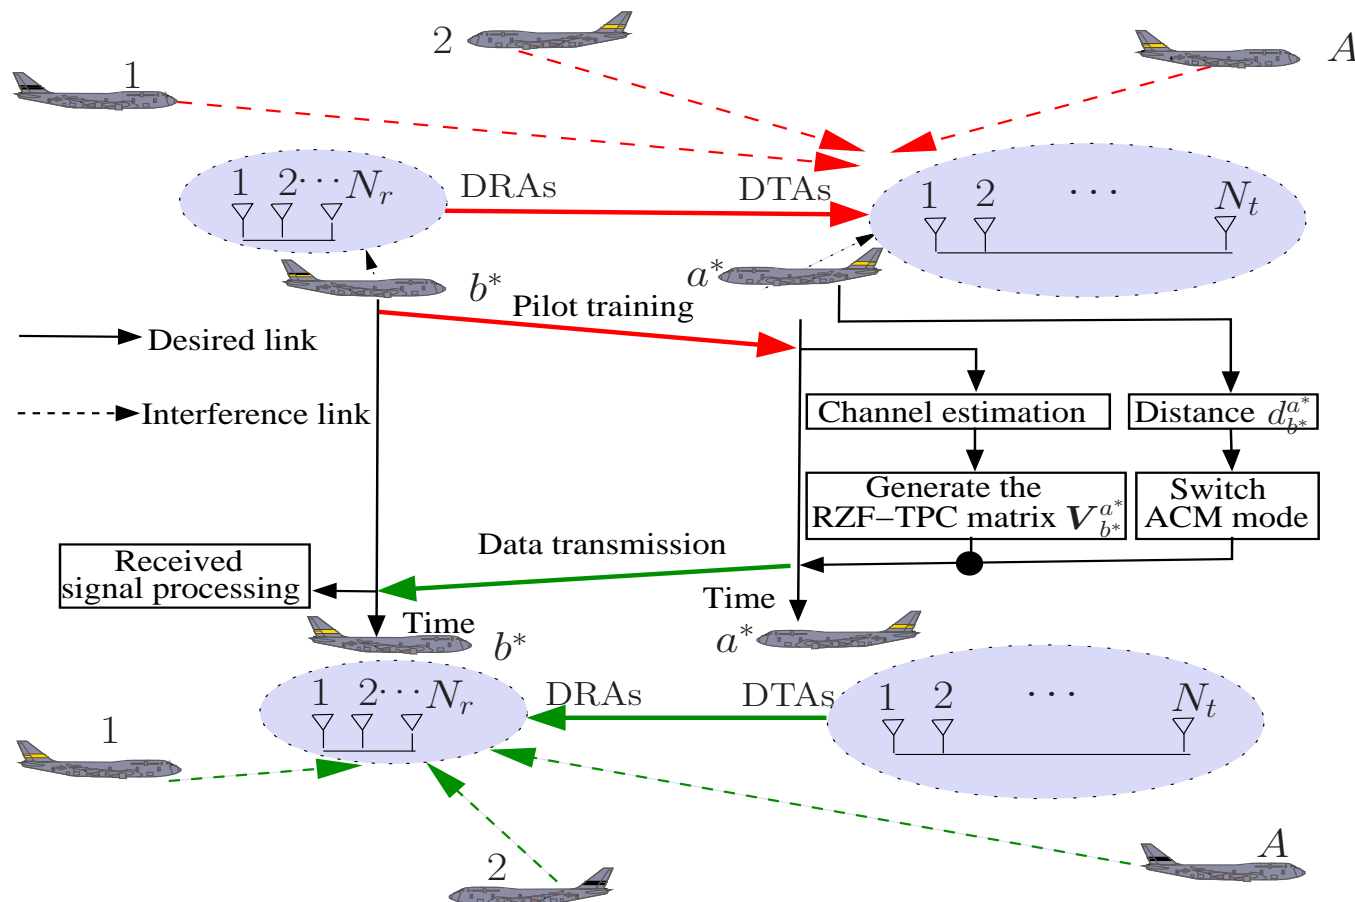 2
A
1
1 2 ⋯ N_r
DRAs
DTAs
1 2 ⋯ N_t
b*
a*
Pilot training
Desired link
Interference link
Channel estimation
Distance d_{b*}^{a*}
Generate the
RZF−TPC matrix V_{b*}^{a*}
Switch
ACM mode
Data transmission
Received
signal processing
Time
Time
b*
a*
1 2 ⋯ N_r
DRAs
DTAs
1 2 ⋯ N_t
1
2
A